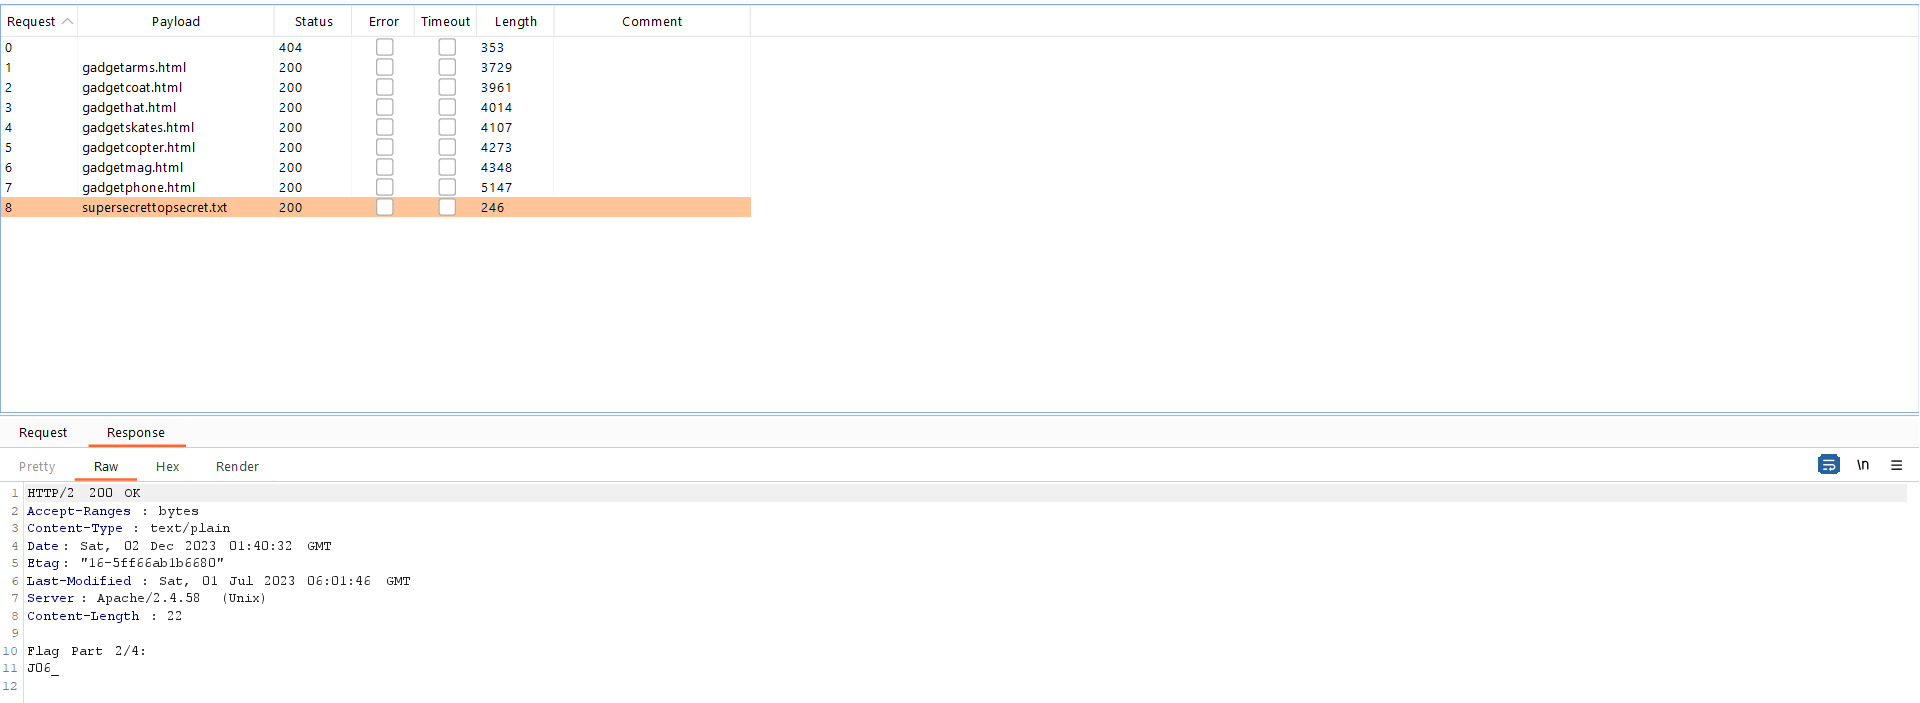 Request Payload Status Error Timeout Length Comment
0 404 353
1 gadgetarms.html 200 3729
2 gadgetcoat.html 200 3961
3 gadgethat.html 200 4014
4 gadgetskates.html 200 4107
5 gadgetcopter.html 200 4273
6 gadgetmag.html 200 4348
7 gadgetphone.html 200 5147
8 supersecrettopsecret.txt 200 246
Request Response
Pretty Raw Hex Render \n
1 HTTP/2 200 OK
2 Accept-Ranges : bytes
3 Content-Type : text/plain
4 Date : Sat, 02 Dec 2023 01:40:32 GMT
5 Etag : "16-5ff66ab1b6680"
6 Last-Modified : Sat, 01 Jul 2023 06:01:46 GMT
7 Server : Apache/2.4.58 (Unix)
8 Content-Length : 22
9
10 Flag Part 2/4:
11 J06_
12